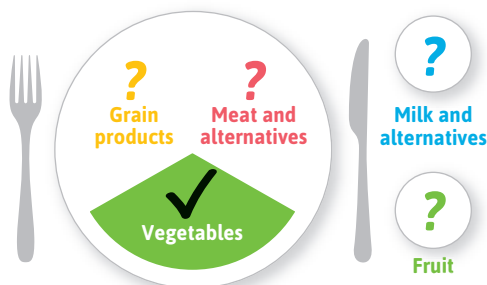 ?
Grain
products
?
Meat and
alternatives
Vegetables
?
Milk and
alternatives
?
Fruit